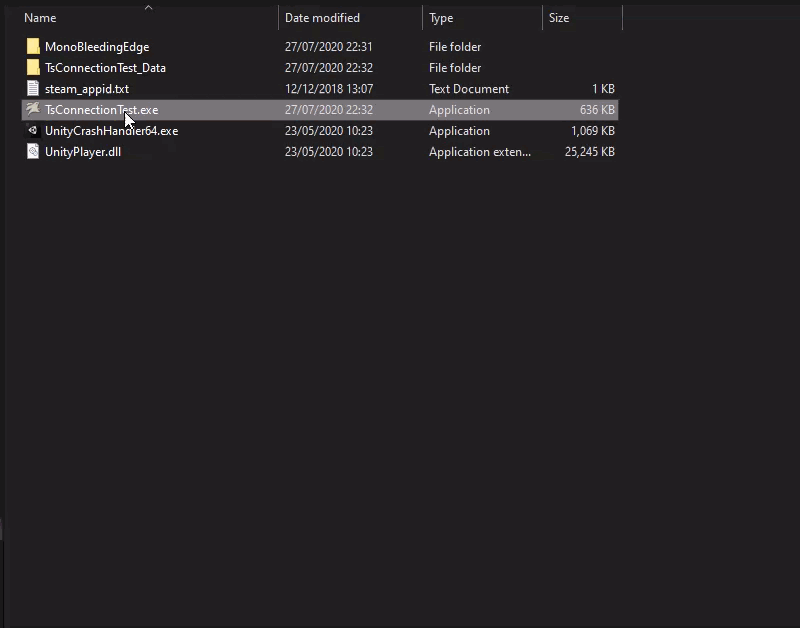 Name Date modified Type Size
MonoBleedingEdge 27/07/2020 22:31 File folder
TsConnectionTest_Data 27/07/2020 22:32 File folder
steam_appid.txt 12/12/2018 13:07 Text Document 1 KB
TsConnectionTest.exe 27/07/2020 22:32 Application 636 KB
UnityCrashHandler64.exe 23/05/2020 10:23 Application 1,069 KB
UnityPlayer.dll 23/05/2020 10:23 Application exten... 25,245 KB